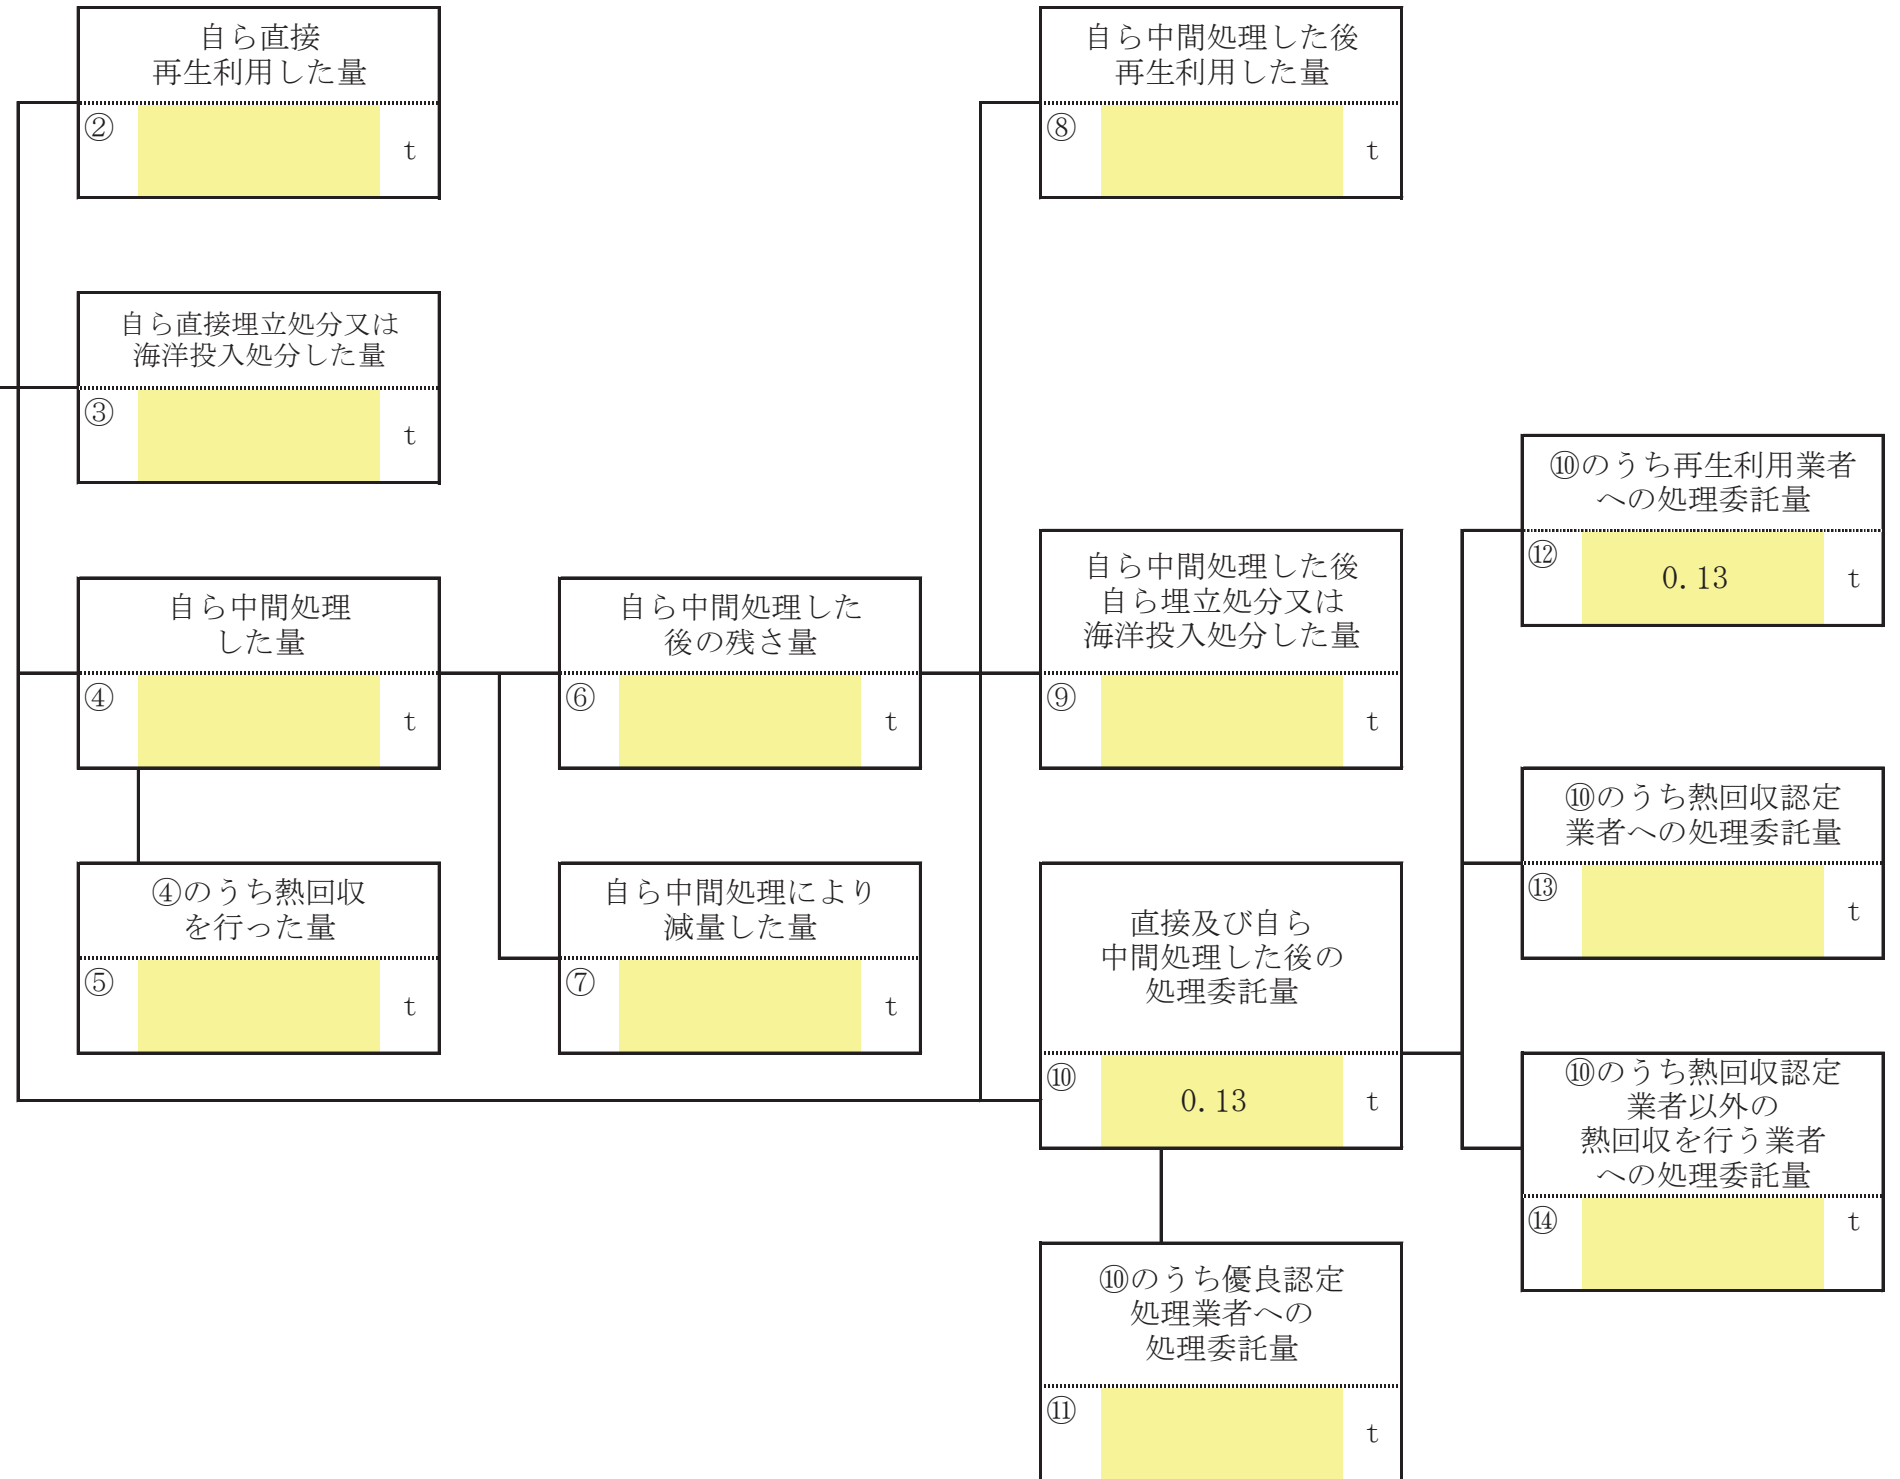 自ら直接
再生利用した量
②
t
自ら直接埋立処分又は
海洋投入処分した量
③
t
自ら中間処理
した量
④
t
④のうち熱回収
を行った量
⑤
t
自ら中間処理した
後の残さ量
⑥
t
自ら中間処理により
減量した量
⑦
t
自ら中間処理した後
再生利用した量
⑧
t
自ら中間処理した後
自ら埋立処分又は
海洋投入処分した量
⑨
t
直接及び自ら
中間処理した後の
処理委託量
⑩
0.13 t
⑩のうち優良認定
処理業者への
処理委託量
⑪
t
⑩のうち再生利用業者
への処理委託量
⑫
0.13 t
⑩のうち熱回収認定
業者への処理委託量
⑬
t
⑩のうち熱回収認定
業者以外の
熱回収を行う業者
への処理委託量
⑭
t